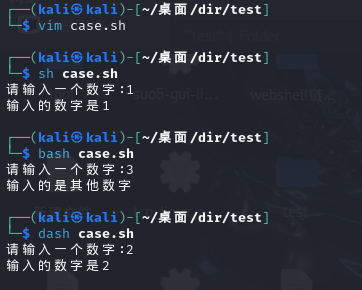 ┌──(kali㉿kali)-[~/桌面/dir/test]
└─$ vim case.sh
┌──(kali㉿kali)-[~/桌面/dir/test]
└─$ sh case.sh
请输入一个数字:1
输入的数字是1
┌──(kali㉿kali)-[~/桌面/dir/test]
└─$ bash case.sh
请输入一个数字:3
输入的是其他数字
┌──(kali㉿kali)-[~/桌面/dir/test]
└─$ dash case.sh
请输入一个数字:2
输入的数字是2